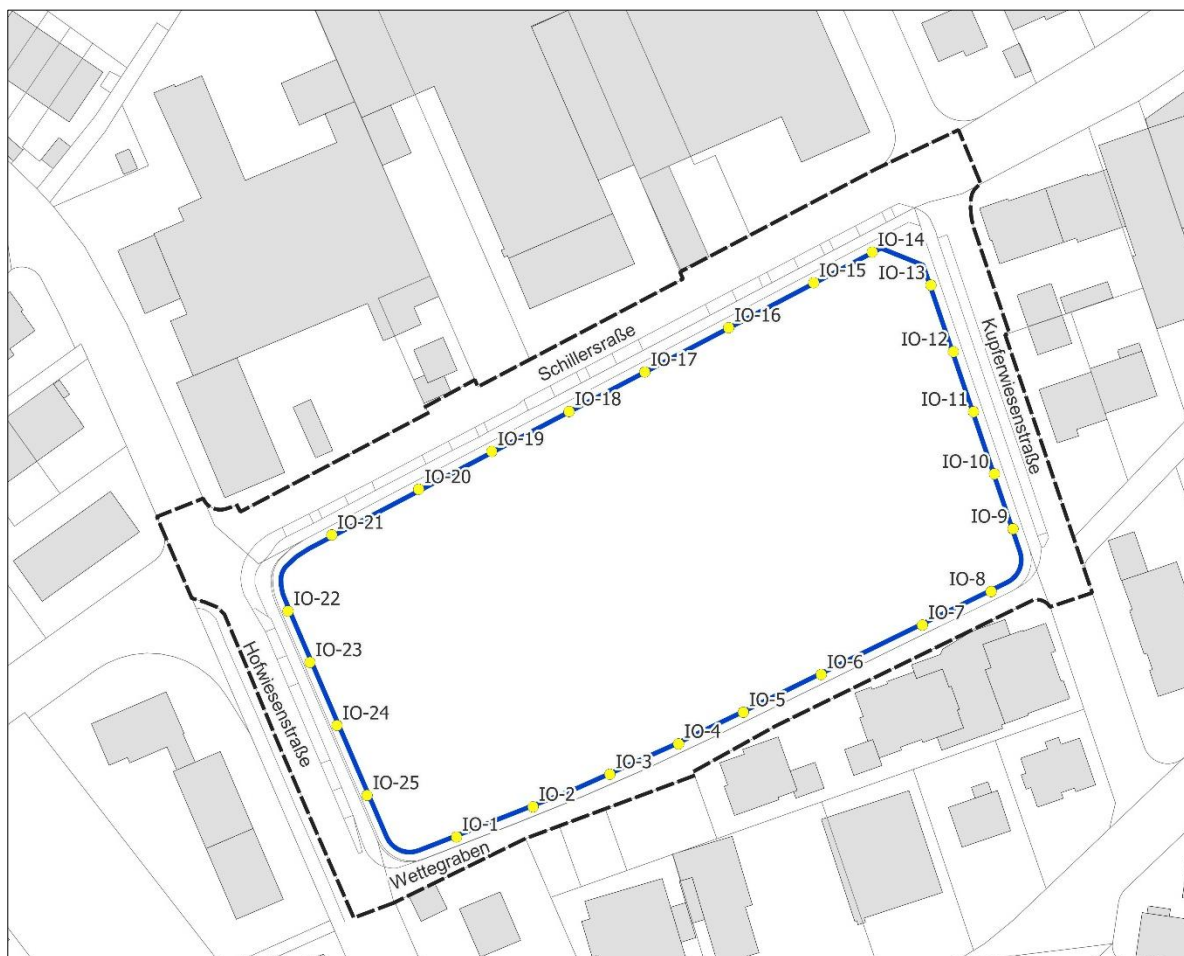 IO-14
IO-13
IO-15
IO-16
Schillersraße
IO-12
Kupferwiesenstraße
IO-17
IO-18
IO-11
IO-19
IO-10
IO-20
IO-9
IO-21
IO-8
IO-22
IO-7
IO-23
Hofwiesenstraße
IO-6
IO-24
IO-5
IO-4
IO-3
IO-25
IO-2
IO-1
Wettegraben